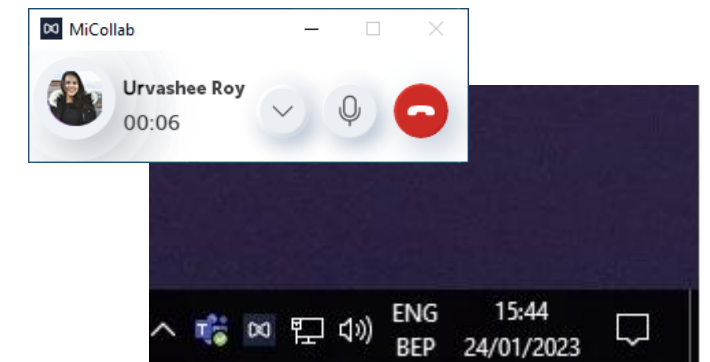 MiCollab
Urvashee Roy
00:06
ENG
BEP
15:44
24/01/2023